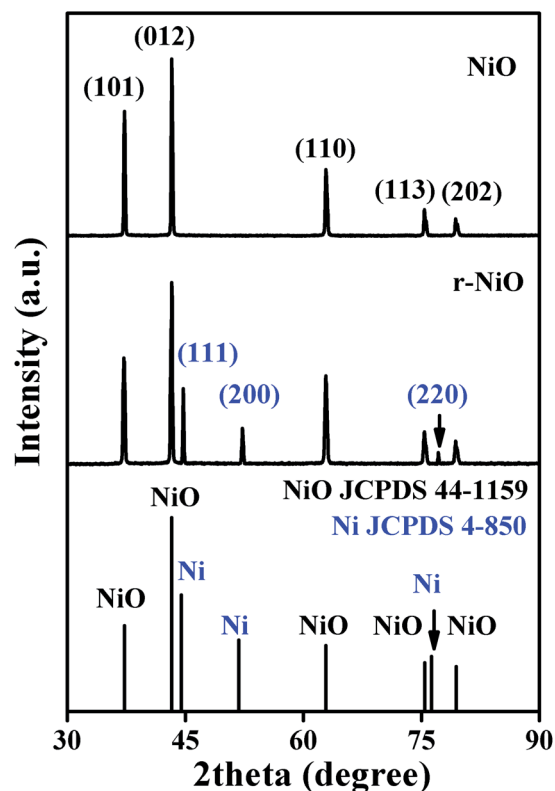 (012)
NiO
(101)
(110)
(113) (202)
r-NiO
(111)
(200)
(220)
NiO JCPDS 44-1159
Ni JCPDS 4-850
NiO
Ni
Ni
NiO
Ni
NiO
NiO
NiO
30 45 60 75 90
2theta (degree)
Intensity (a.u.)